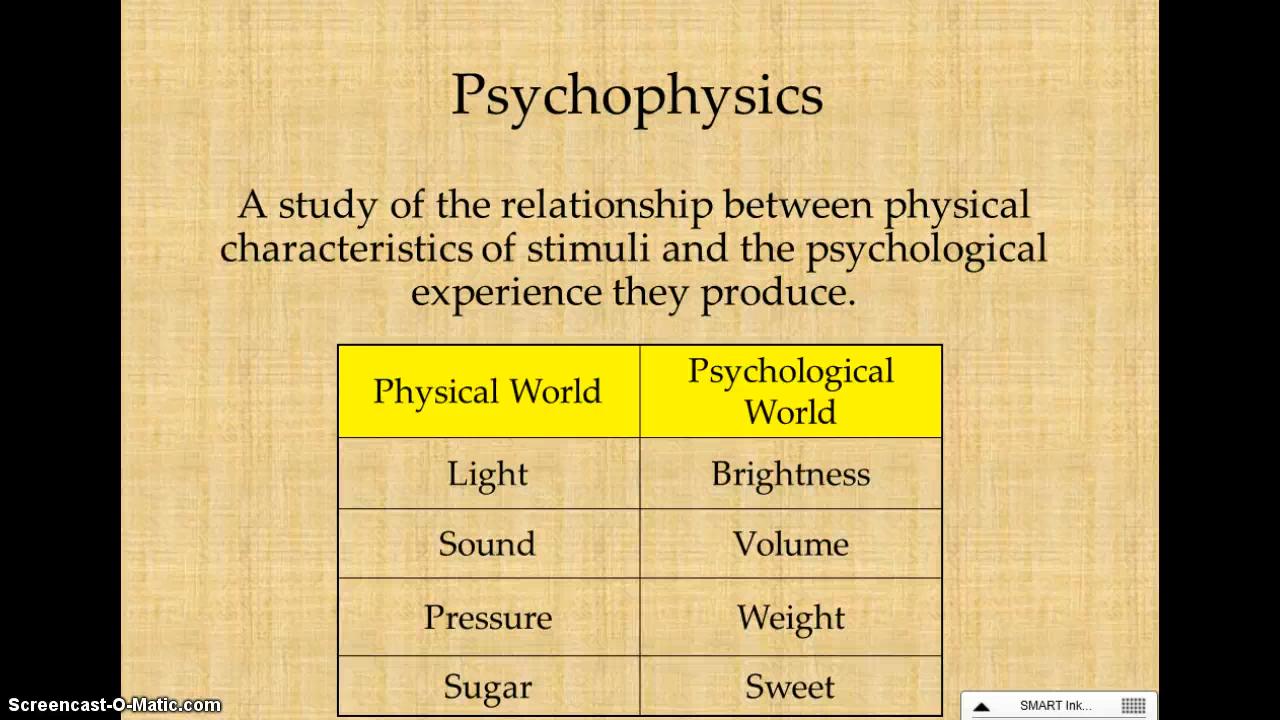 Psychophysics
A study of the relationship between physical
characteristics of stimuli and the psychological
experience they produce.
Physical World
Psychological
World
Light
Brightness
Sound
Volume
Pressure
Weight
Sugar
Sweet
Screencast-O-Matic.com
SMART Ink...